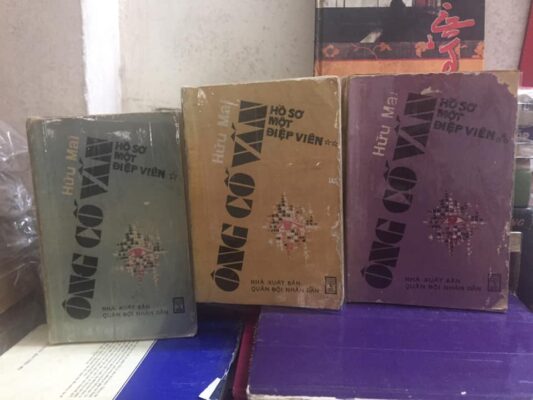 Hữu Mai
ÔNG CỐ VẤN
HỒ SƠ
MỘT
ĐIỆP VIÊN ☆
NHÀ XUẤT BẢN
QUÂN ĐỘI NHÂN DÂN
Hữu Mai
ÔNG CỐ VẤN
HỒ SƠ
MỘT
ĐIỆP VIÊN ☆☆
NHÀ XUẤT BẢN
QUÂN ĐỘI NHÂN DÂN
Hữu Mai
ÔNG CỐ VẤN
HỒ SƠ
MỘT
ĐIỆP VIÊN
NHÀ XUẤT BẢN
QUÂN ĐỘI NHÂN DÂN